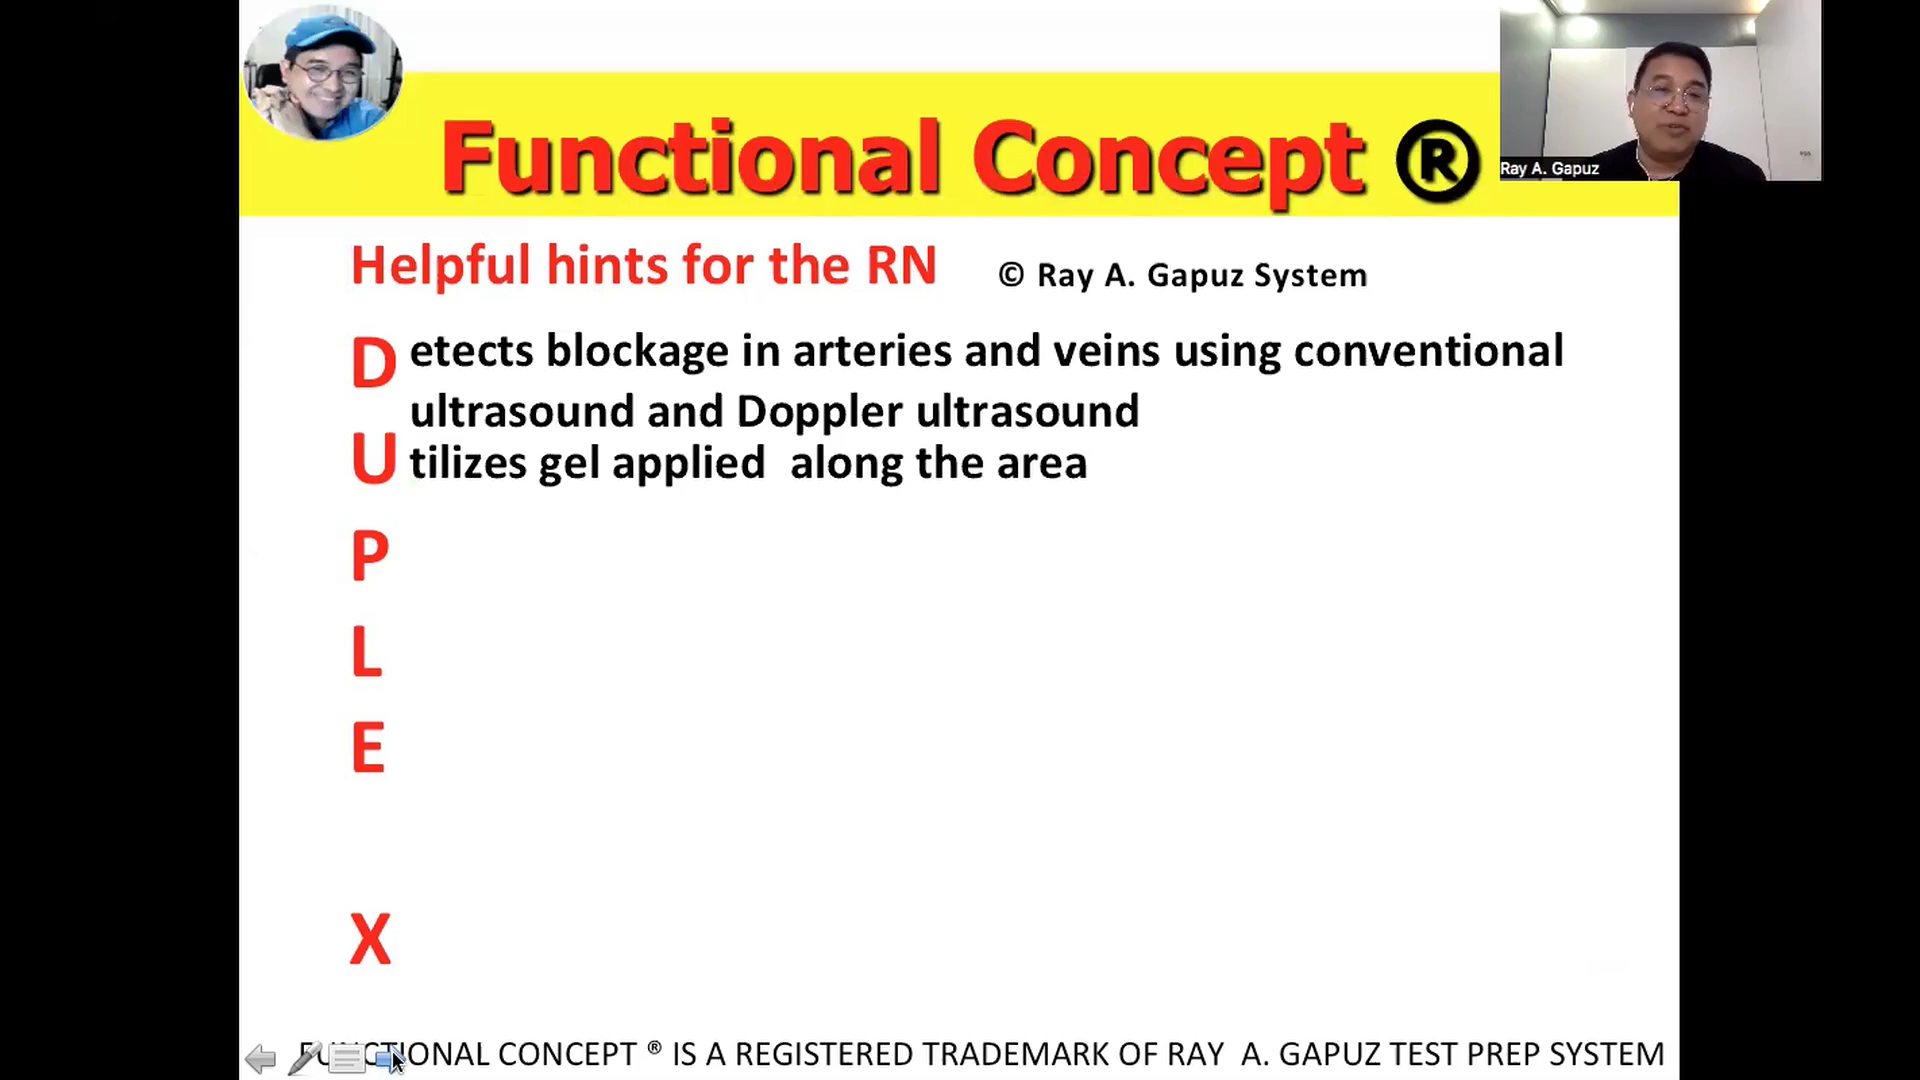 Functional Concept ®
Ray A. Gapuz
Helpful hints for the RN © Ray A. Gapuz System
Detects blockage in arteries and veins using conventional
ultrasound and Doppler ultrasound
Utilizes gel applied along the area
P
L
E
X
FUNCTIONAL CONCEPT ® IS A REGISTERED TRADEMARK OF RAY A. GAPUZ TEST PREP SYSTEM